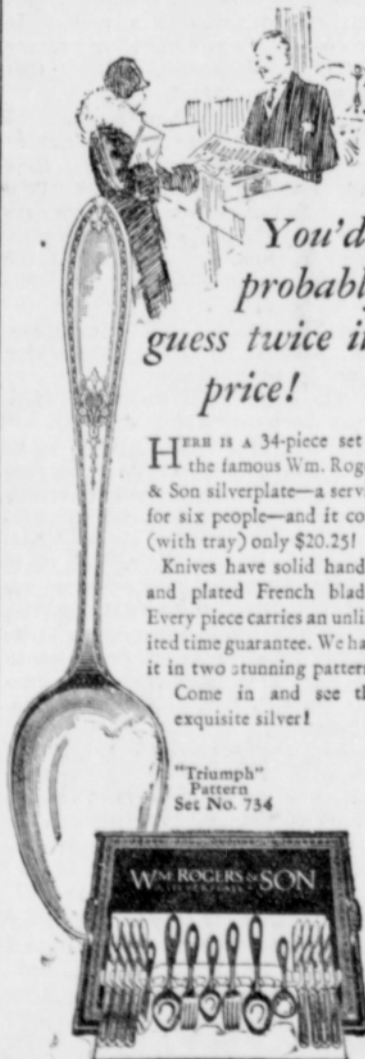 You'd
probabl
guess twice i
price!
HERE IS A 34-piece set
the famous Wm. Rog
& Son silverplate—a serv
for six people—and it co
(with tray) only $20.25!
Knives have solid hand
and plated French blad
Every piece carries an unli
ited time guarantee. We ha
it in two stunning pattern
Come in and see th
exquisite silver!
"Triumph"
Pattern
Set No. 734
WM. ROGERS & SON
SILVERPLATE